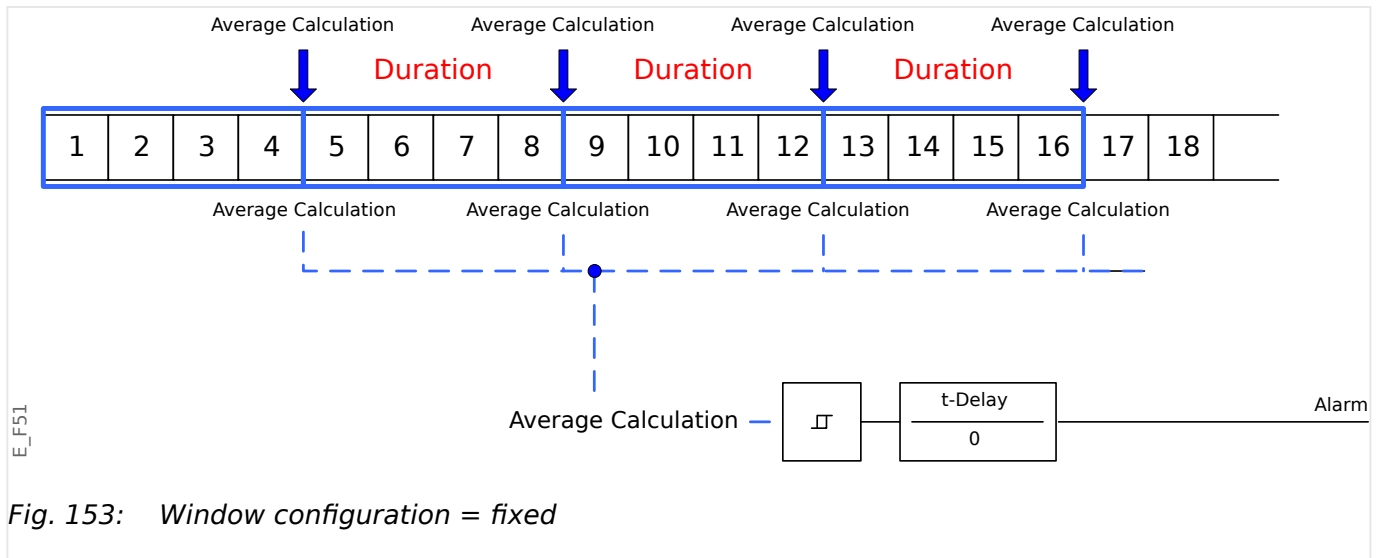 Average Calculation Average Calculation Average Calculation Average Calculation
Duration Duration Duration
1 2 3 4 5 6 7 8 9 10 11 12 13 14 15 16 17 18
Average Calculation Average Calculation Average Calculation Average Calculation
t-Delay
Alarm
Average Calculation
0
E_F51
Fig. 153: Window configuration = fixed